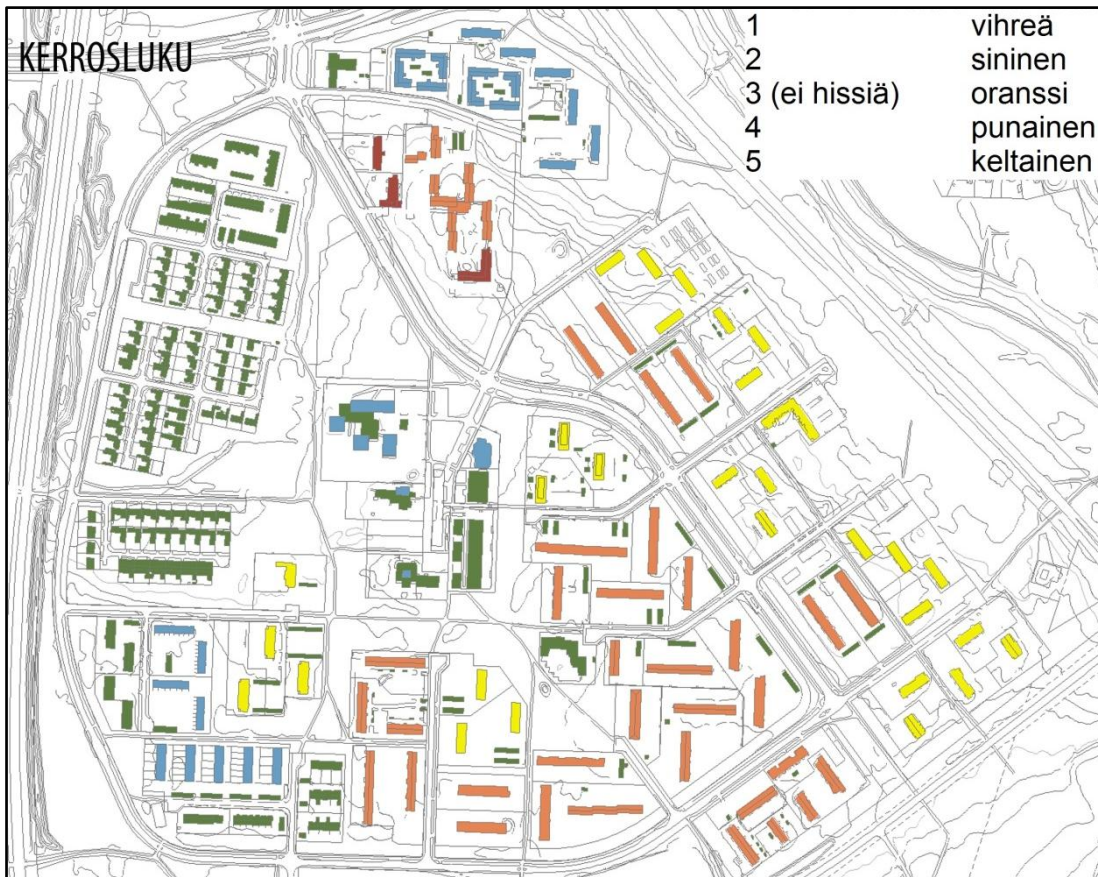 KERROSLUKU
1 vihreä
2 sininen
3 (ei hissiä) oranssi
4 punainen
5 keltainen